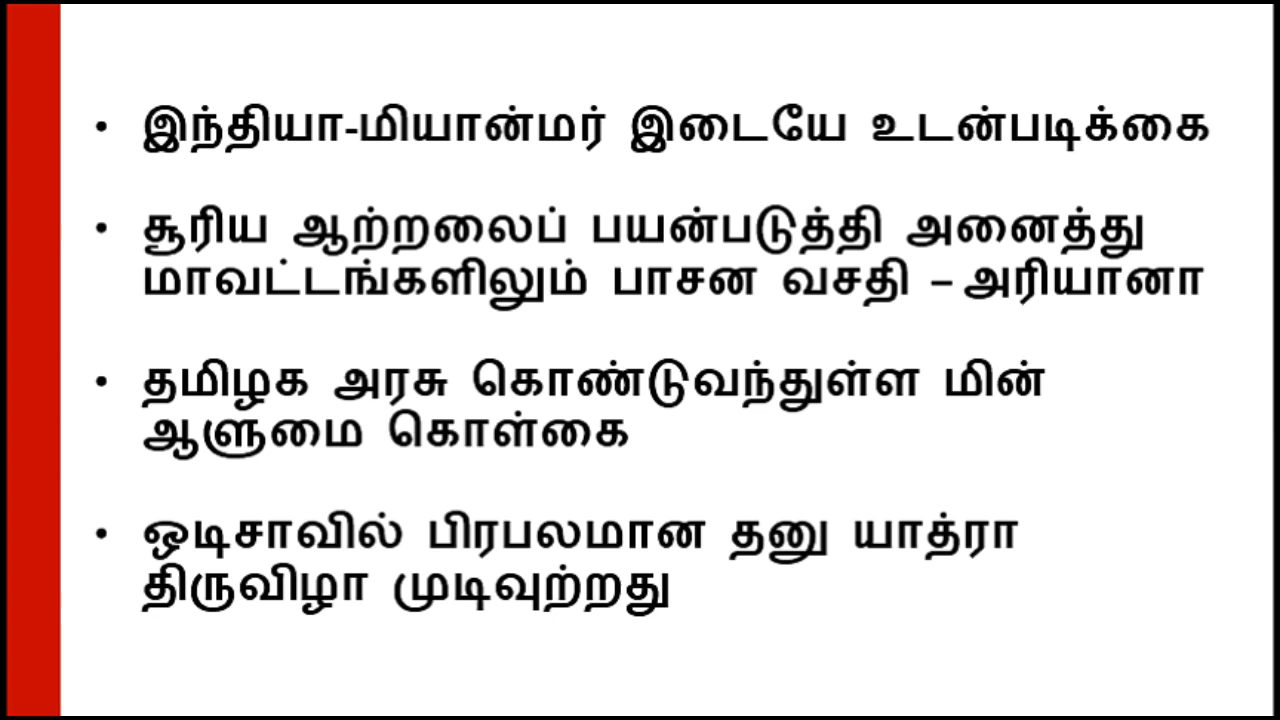 • இந்தியா-மியான்மர் இடையே உடன்படிக்கை
• சூரிய ஆற்றலைப் பயன்படுத்தி அனைத்து
மாவட்டங்களிலும் பாசன வசதி – அரியானா
• தமிழக அரசு கொண்டுவந்துள்ள மின்
ஆளுமை கொள்கை
• ஒடிசாவில் பிரபலமான தனு யாத்ரா
திருவிழா முடிவுற்றது